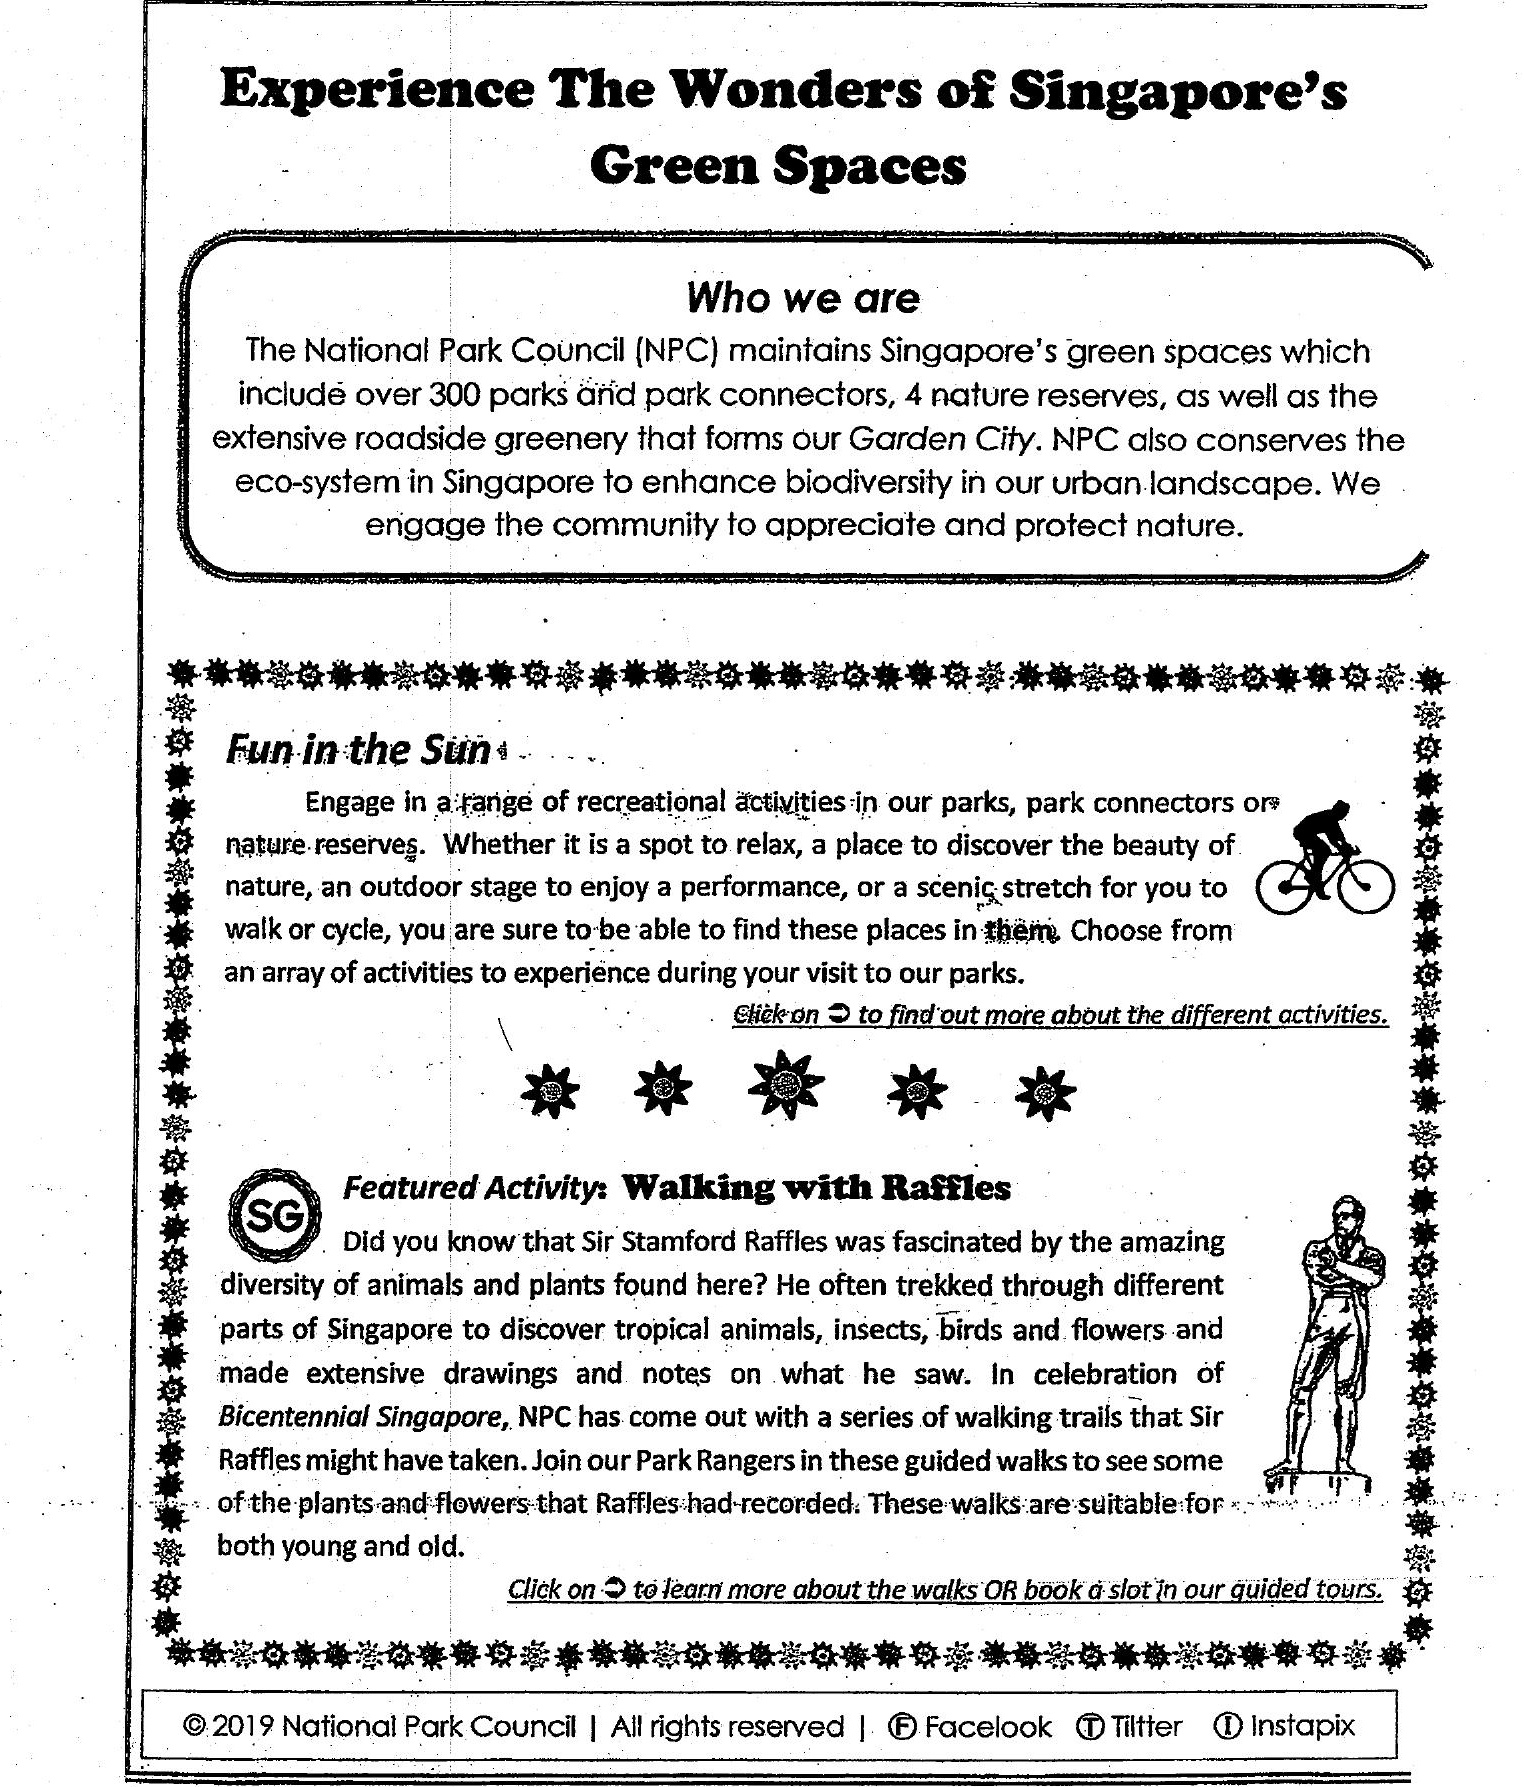 Experience The Wonders of Singapore's
Green Spaces
Who we are
The National Park Council (NPC) maintains Singapore's green spaces which
include over 300 parks and park connectors, 4 nature reserves, as well as the
extensive roadside greenery that forms our Garden City. NPC also conserves the
eco-system in Singapore to enhance biodiversity in our urban landscape. We
engage the community to appreciate and protect nature.
Fun in the Sun
Engage in a range of recreational activities in our parks, park connectors or
nature reserves. Whether it is a spot to relax, a place to discover the beauty of
nature, an outdoor stage to enjoy a performance, or a scenic stretch for you to
walk or cycle, you are sure to be able to find these places in them. Choose from
an array of activities to experience during your visit to our parks.
Click on ➲ to find out more about the different activities.
SG
Featured Activity: Walking with Raffles
Did you know that Sir Stamford Raffles was fascinated by the amazing
diversity of animals and plants found here? He often trekked through different
parts of Singapore to discover tropical animals, insects, birds and flowers and
made extensive drawings and notes on what he saw. In celebration of
Bicentennial Singapore, NPC has come out with a series of walking trails that Sir
Raffles might have taken. Join our Park Rangers in these guided walks to see some
of the plants and flowers that Raffles had recorded. These walks are suitable for
both young and old.
Click on ➲ to learn more about the walks OR book a slot in our guided tours.
© 2019 National Park Council | All rights reserved | Ⓕ Facelook Ⓣ Tiltter Ⓘ Instapix